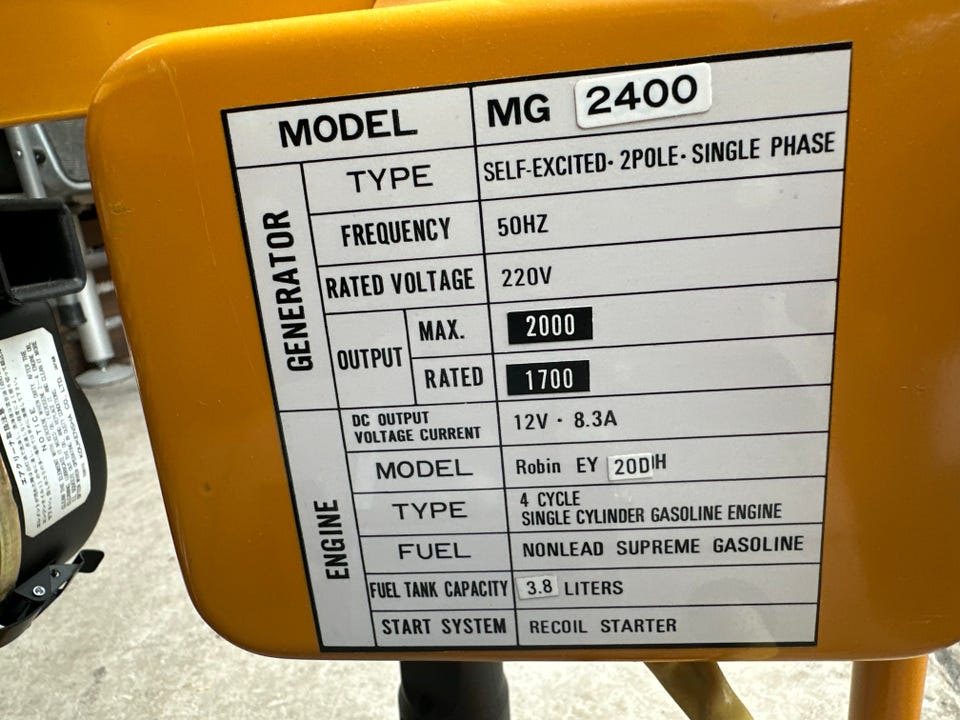 MODEL MG 2400
GENERATOR
TYPE SELF-EXCITED· 2POLE· SINGLE PHASE
FREQUENCY 50HZ
RATED VOLTAGE 220V
OUTPUT MAX. 2000
RATED 1700
DC OUTPUT
VOLTAGE CURRENT 12V · 8.3A
ENGINE
MODEL Robin EY 20D H
TYPE 4 CYCLE
SINGLE CYLINDER GASOLINE ENGINE
FUEL NONLEAD SUPREME GASOLINE
FUEL TANK CAPACITY 3.8 LITERS
START SYSTEM RECOIL STARTER
NOTICE